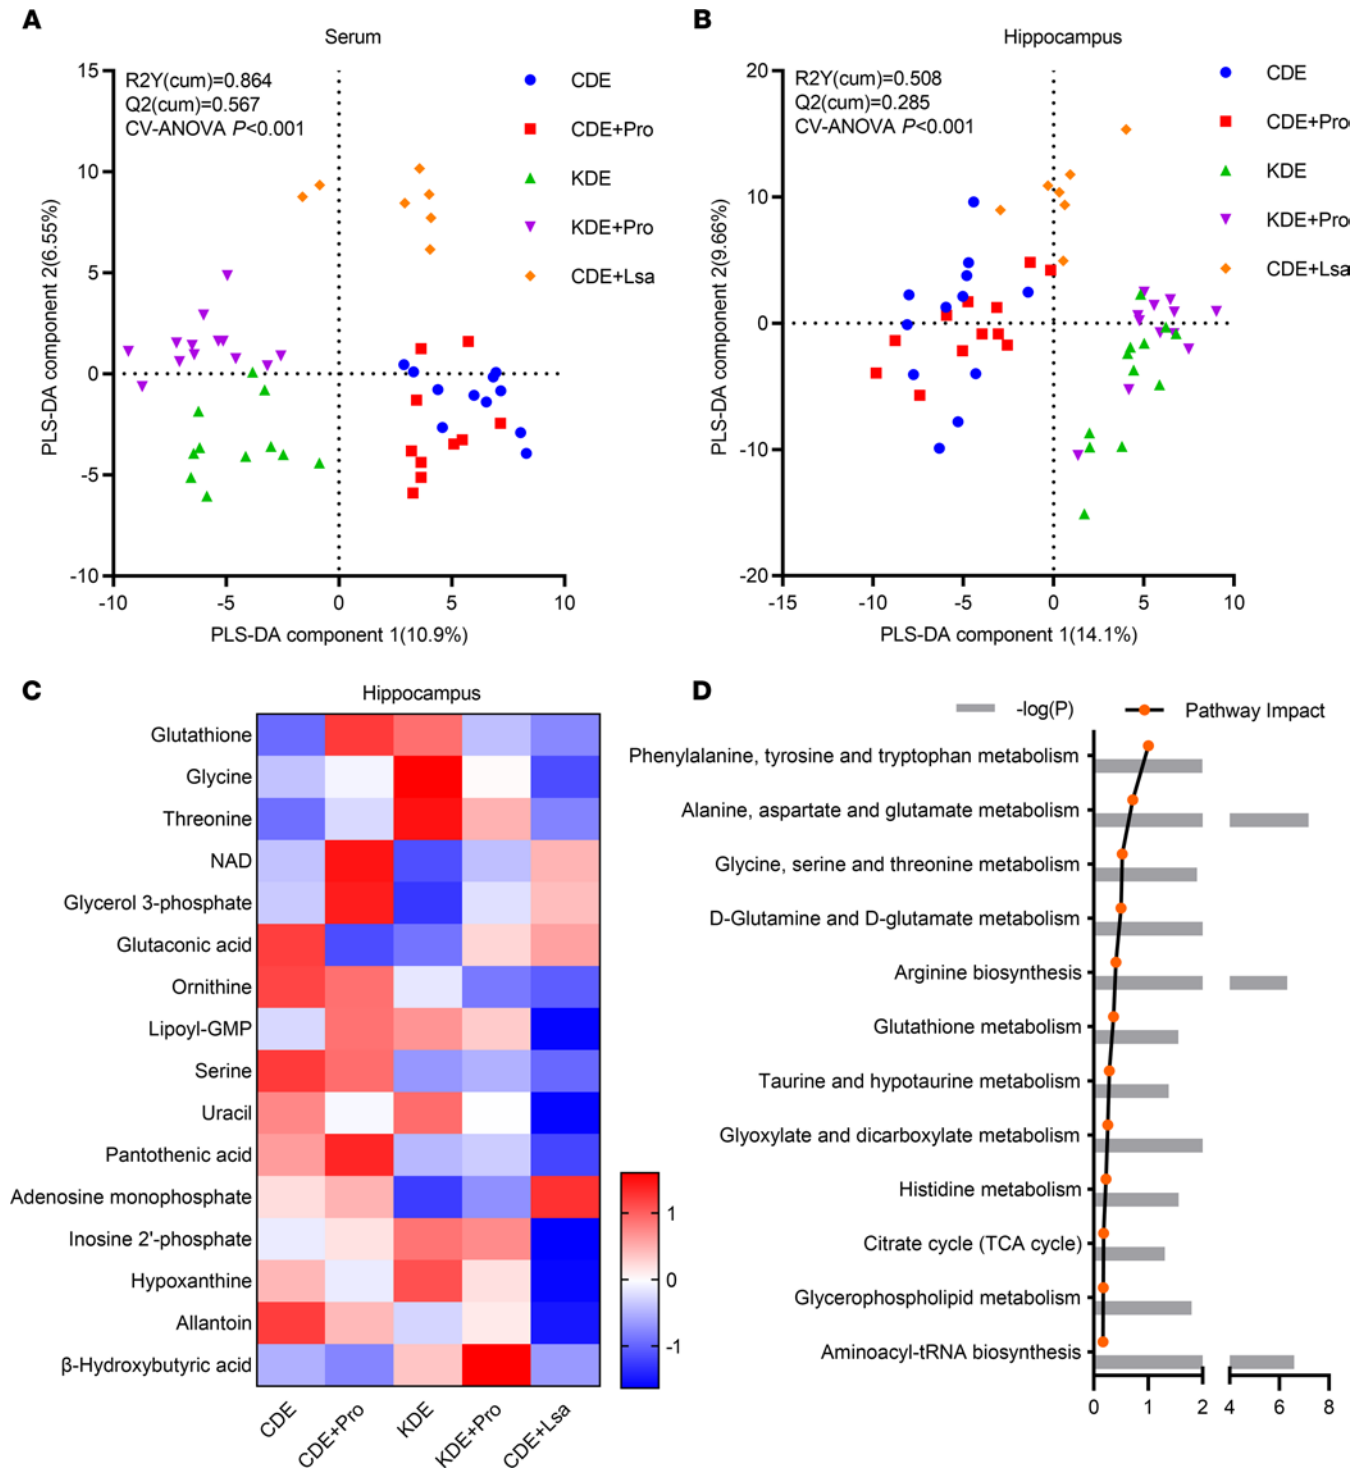 A
Serum
R2Y(cum)=0.864
Q2(cum)=0.567
CV-ANOVA P<0.001
CDE
CDE+Pro
KDE
KDE+Pro
CDE+Lsa
15
10
5
0
-5
-10
PLS-DA component 2(6.55%)
-10 -5 0 5 10
PLS-DA component 1(10.9%)
B
Hippocampus
R2Y(cum)=0.508
Q2(cum)=0.285
CV-ANOVA P<0.001
CDE
CDE+Pro
KDE
KDE+Pro
CDE+Lsa
20
10
0
-10
-20
PLS-DA component 2(9.66%)
-15 -10 -5 0 5 10
PLS-DA component 1(14.1%)
C
Hippocampus
Glutathione
Glycine
Threonine
NAD
Glycerol 3-phosphate
Glutaconic acid
Ornithine
Lipoyl-GMP
Serine
Uracil
Pantothenic acid
Adenosine monophosphate
Inosine 2'-phosphate
Hypoxanthine
Allantoin
β-Hydroxybutyric acid
CDE
CDE+Pro
KDE
KDE+Pro
CDE+Lsa
1
0
-1
D
-log(P)
Pathway Impact
Phenylalanine, tyrosine and tryptophan metabolism
Alanine, aspartate and glutamate metabolism
Glycine, serine and threonine metabolism
D-Glutamine and D-glutamate metabolism
Arginine biosynthesis
Glutathione metabolism
Taurine and hypotaurine metabolism
Glyoxylate and dicarboxylate metabolism
Histidine metabolism
Citrate cycle (TCA cycle)
Glycerophospholipid metabolism
Aminoacyl-tRNA biosynthesis
0 1 2 4 6 8